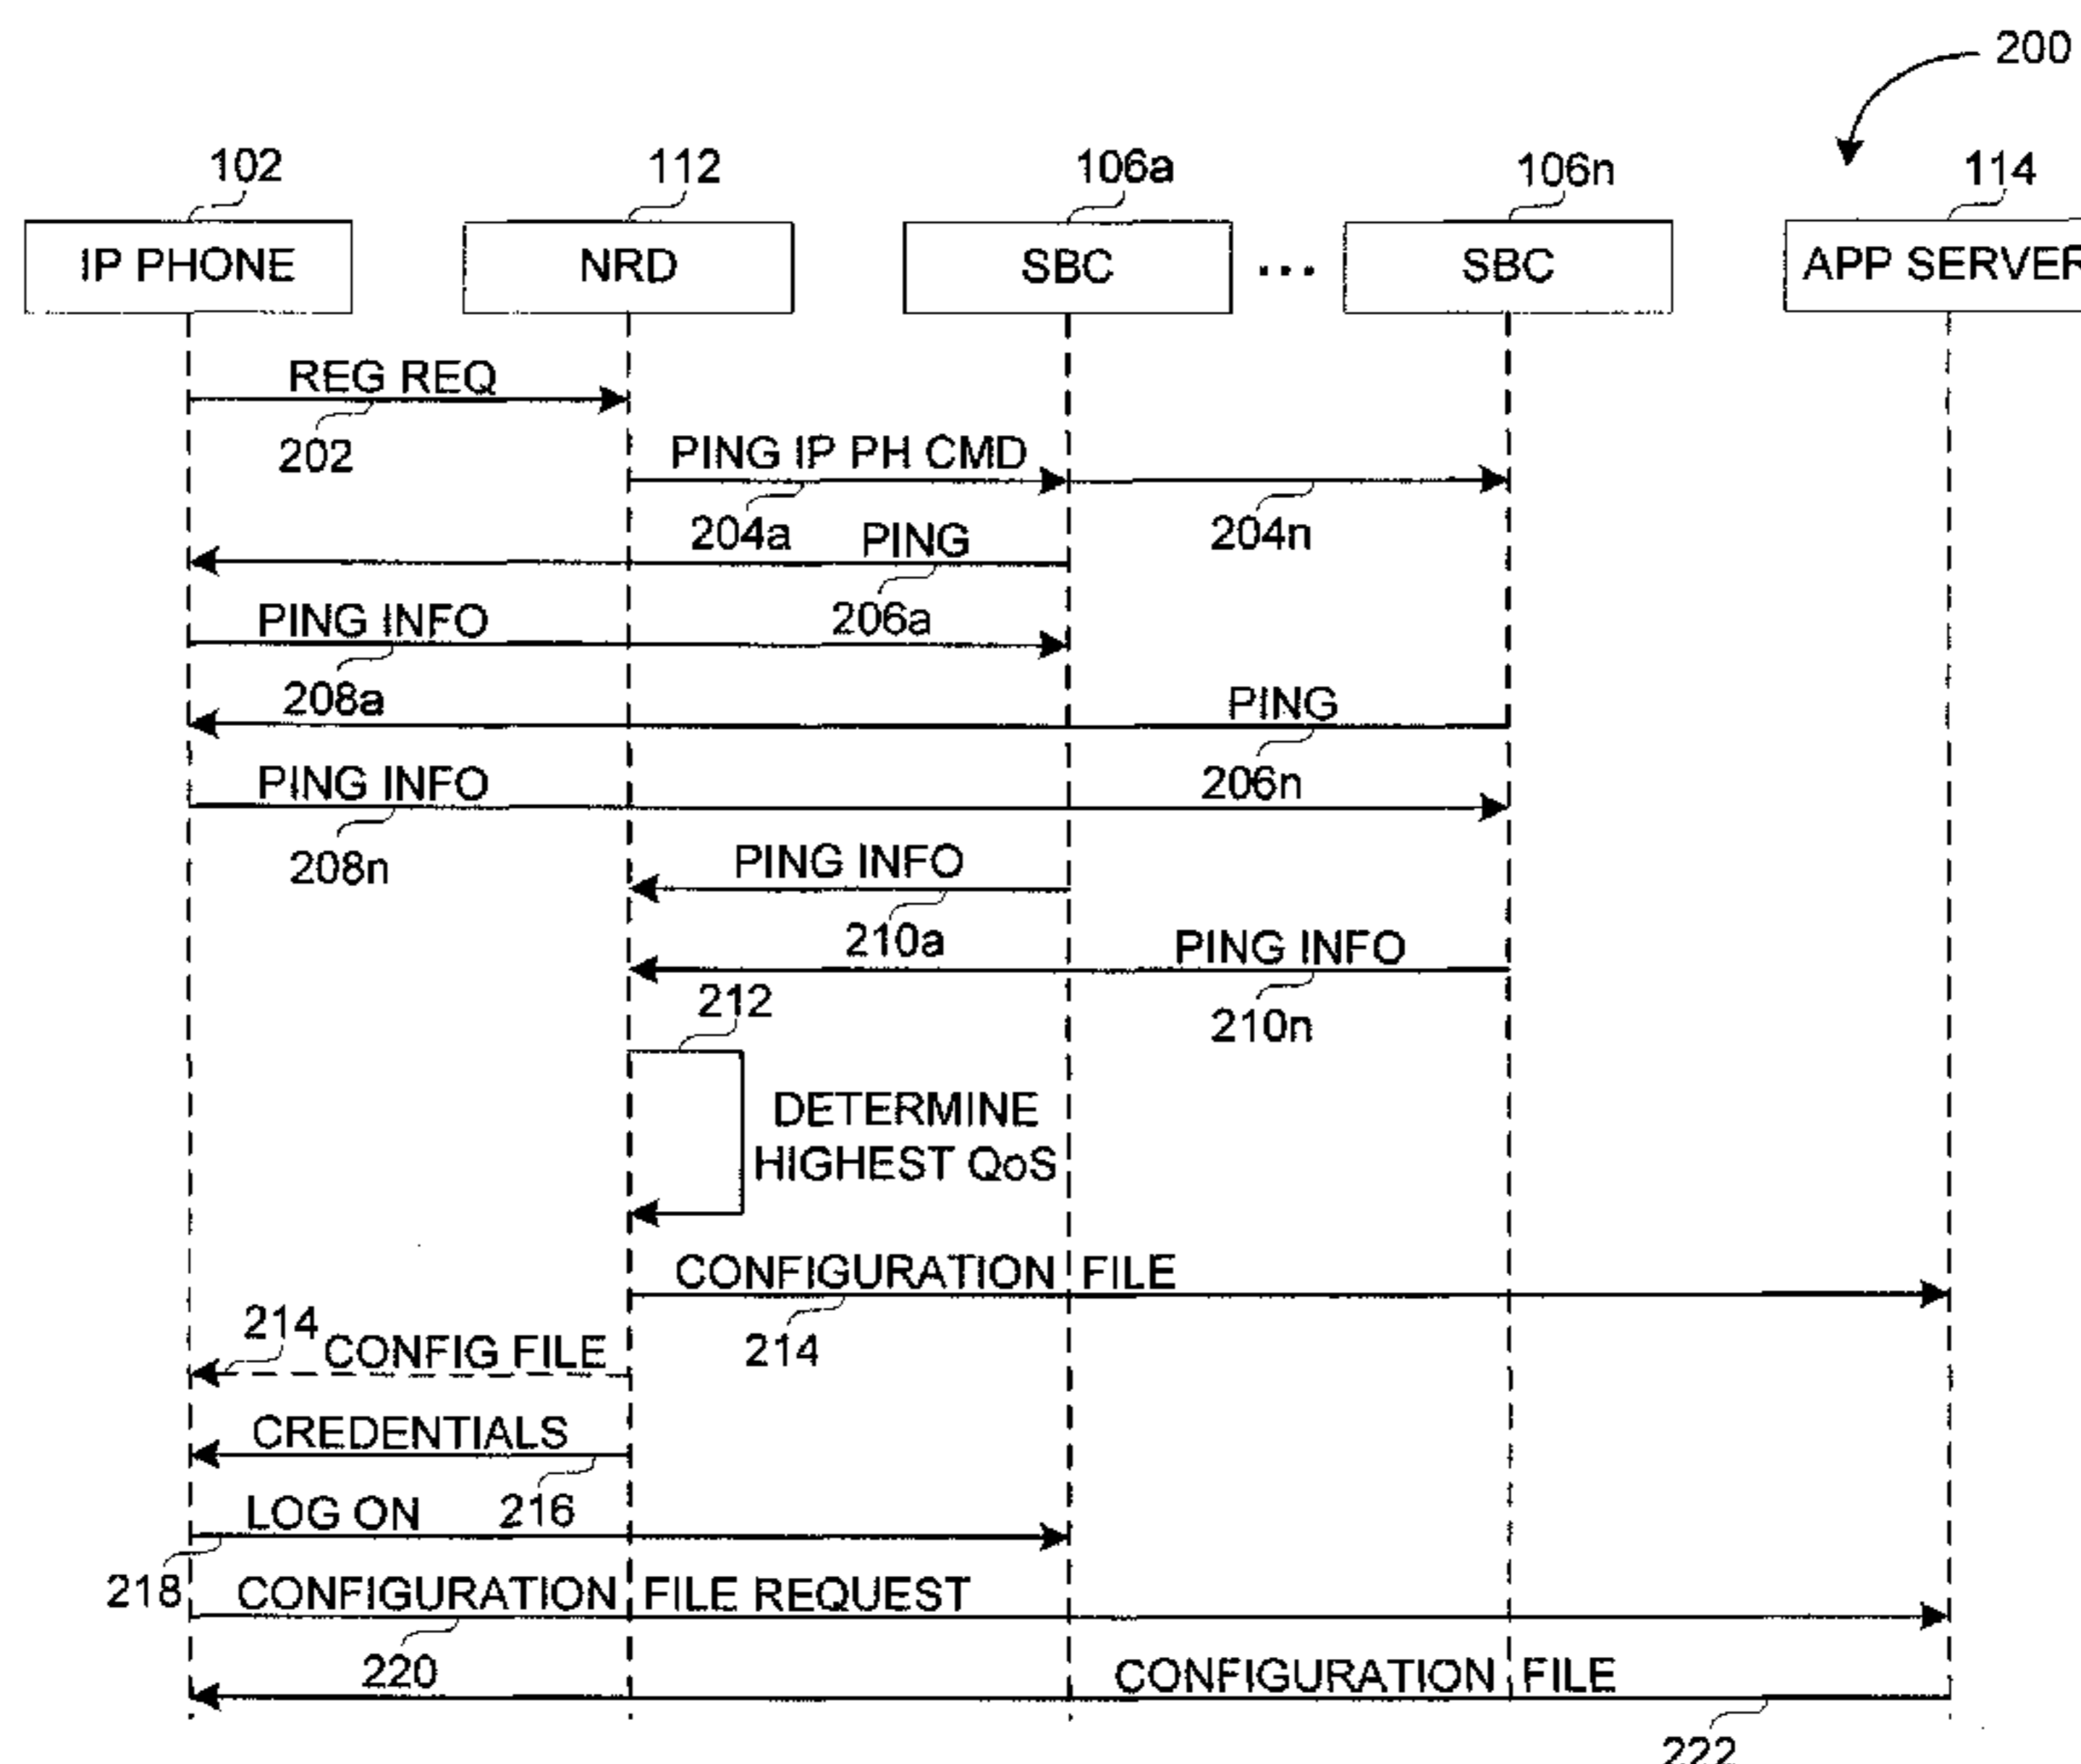 200
102
112
106a
106n
114
IP PHONE
NRD
SBC
...
SBC
APP SERVER
REG REQ
202
PING IP PH CMD
204a
204n
PING
206a
PING INFO
208a
PING
206n
PING INFO
208n
PING INFO
210a
PING INFO
210n
212
DETERMINE
HIGHEST QoS
CONFIGURATION FILE
214
214
CONFIG FILE
CREDENTIALS
216
LOG ON
218
CONFIGURATION FILE REQUEST
220
CONFIGURATION FILE
222